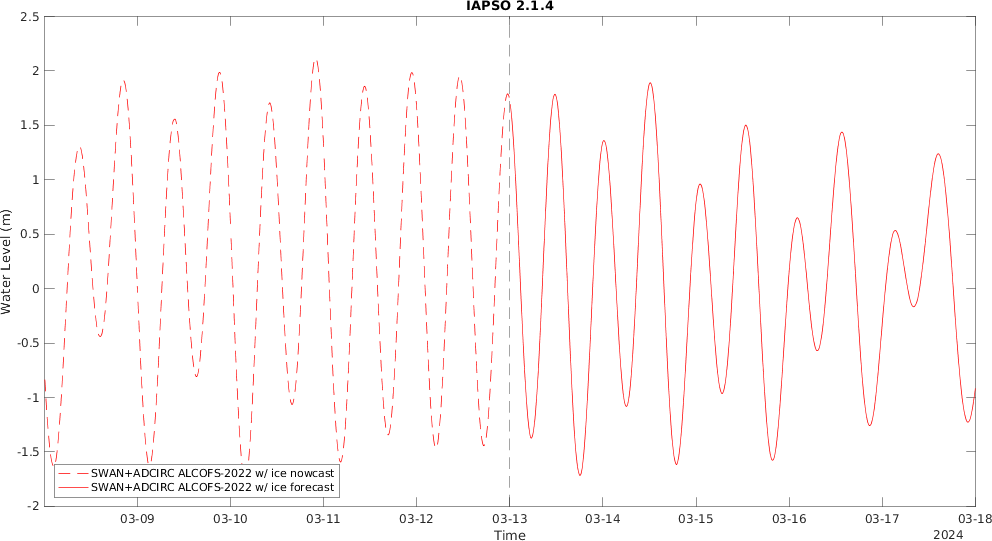 IAPSO 2.1.4
2.5
2
1.5
1
0.5
0
-0.5
-1
-1.5
-2
Water Level (m)
SWAN+ADCIRC ALCOFS-2022 w/ ice nowcast
SWAN+ADCIRC ALCOFS-2022 w/ ice forecast
03-09 03-10 03-11 03-12 03-13 03-14 03-15 03-16 03-17 03-18
Time
2024